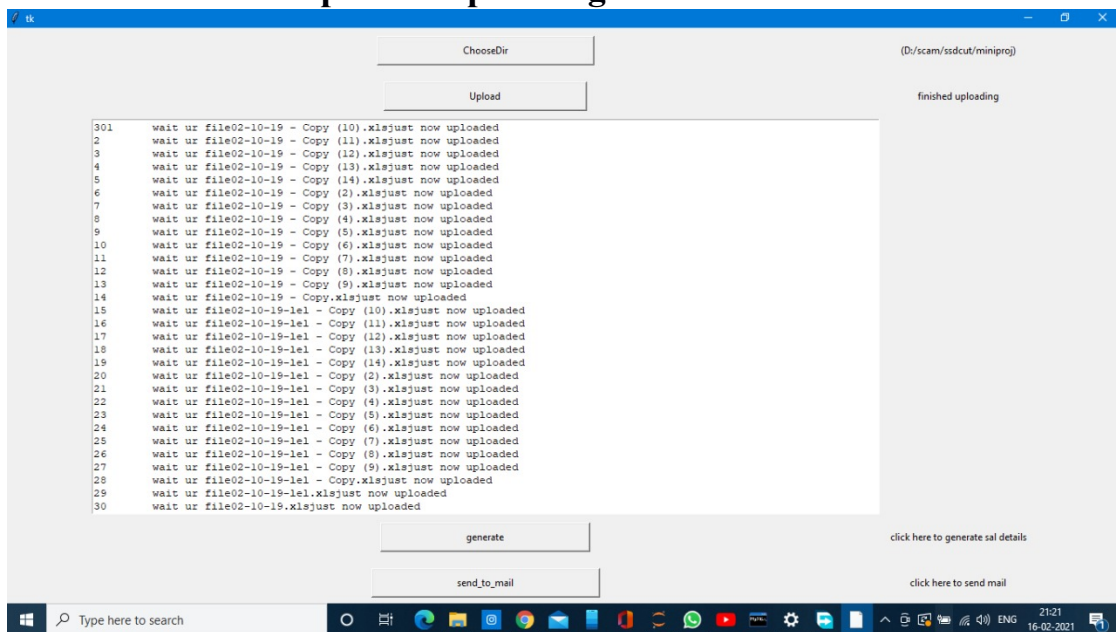 tk
ChooseDir
(D:/scam/ssdcut/miniproj)
Upload
finished uploading
301 wait ur file02-10-19 - Copy (10).xlsjust now uploaded
2 wait ur file02-10-19 - Copy (11).xlsjust now uploaded
3 wait ur file02-10-19 - Copy (12).xlsjust now uploaded
4 wait ur file02-10-19 - Copy (13).xlsjust now uploaded
5 wait ur file02-10-19 - Copy (14).xlsjust now uploaded
6 wait ur file02-10-19 - Copy (2).xlsjust now uploaded
7 wait ur file02-10-19 - Copy (3).xlsjust now uploaded
8 wait ur file02-10-19 - Copy (4).xlsjust now uploaded
9 wait ur file02-10-19 - Copy (5).xlsjust now uploaded
10 wait ur file02-10-19 - Copy (6).xlsjust now uploaded
11 wait ur file02-10-19 - Copy (7).xlsjust now uploaded
12 wait ur file02-10-19 - Copy (8).xlsjust now uploaded
13 wait ur file02-10-19 - Copy (9).xlsjust now uploaded
14 wait ur file02-10-19 - Copy.xlsjust now uploaded
15 wait ur file02-10-19-lel - Copy (10).xlsjust now uploaded
16 wait ur file02-10-19-lel - Copy (11).xlsjust now uploaded
17 wait ur file02-10-19-lel - Copy (12).xlsjust now uploaded
18 wait ur file02-10-19-lel - Copy (13).xlsjust now uploaded
19 wait ur file02-10-19-lel - Copy (14).xlsjust now uploaded
20 wait ur file02-10-19-lel - Copy (2).xlsjust now uploaded
21 wait ur file02-10-19-lel - Copy (3).xlsjust now uploaded
22 wait ur file02-10-19-lel - Copy (4).xlsjust now uploaded
23 wait ur file02-10-19-lel - Copy (5).xlsjust now uploaded
24 wait ur file02-10-19-lel - Copy (6).xlsjust now uploaded
25 wait ur file02-10-19-lel - Copy (7).xlsjust now uploaded
26 wait ur file02-10-19-lel - Copy (8).xlsjust now uploaded
27 wait ur file02-10-19-lel - Copy (9).xlsjust now uploaded
28 wait ur file02-10-19-lel - Copy.xlsjust now uploaded
29 wait ur file02-10-19-lel.xlsjust now uploaded
30 wait ur file02-10-19.xlsjust now uploaded
generate
click here to generate sal details
send_to_mail
click here to send mail
Type here to search
ENG
21:21
16-02-2021